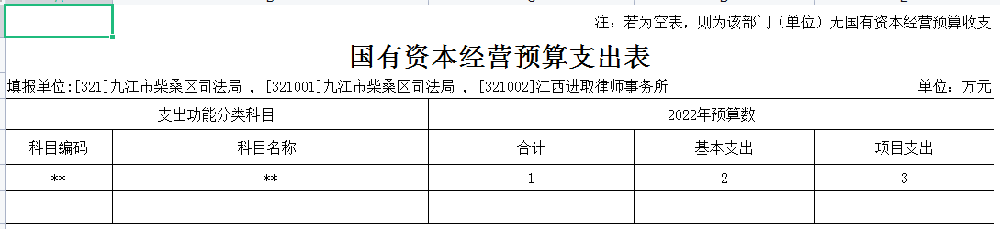 注：若为空表，则为该部门（单位）无国有资本经营预算收支
国有资本经营预算支出表
填报单位:[321]九江市柴桑区司法局 , [321001]九江市柴桑区司法局 , [321002]江西进取律师事务所 单位：万元
支出功能分类科目 2022年预算数
科目编码 科目名称 合计 基本支出 项目支出
** ** 1 2 3